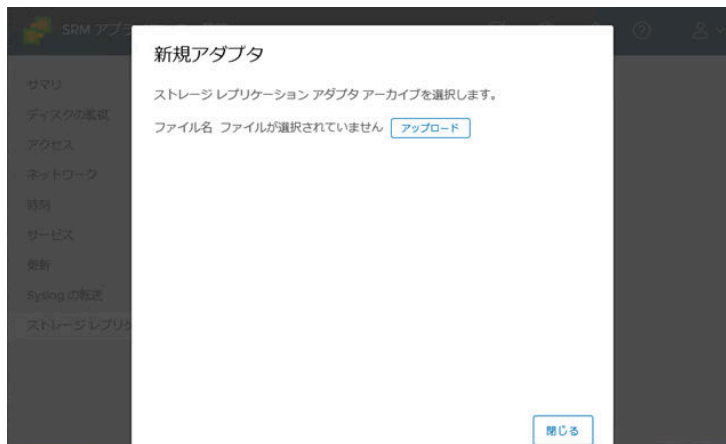 SRM アプラ
新規アダプタ
ストレージ レプリケーション アダプタ アーカイブを選択します。
ファイル名 ファイルが選択されていません アップロード
サマリ
ディスクの監視
アクセス
ネットワーク
時刻
サービス
更新
Syslog の転送
ストレージ レプリケ
閉じる